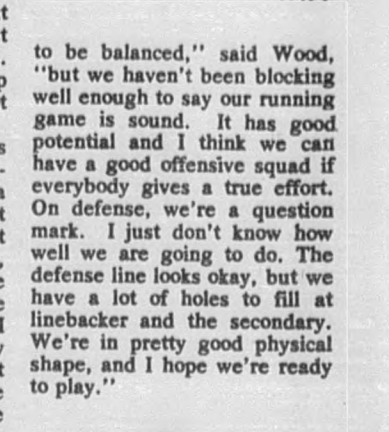 to be balanced," said Wood,
"but we haven't been blocking
well enough to say our running
game is sound. It has good
potential and I think we can
have a good offensive squad if
everybody gives a true effort.
On defense, we're a question
mark. I just don't know how
well we are going to do. The
defense line looks okay, but we
have a lot of holes to fill at
linebacker and the secondary.
We're in pretty good physical
shape, and I hope we're ready
to play."